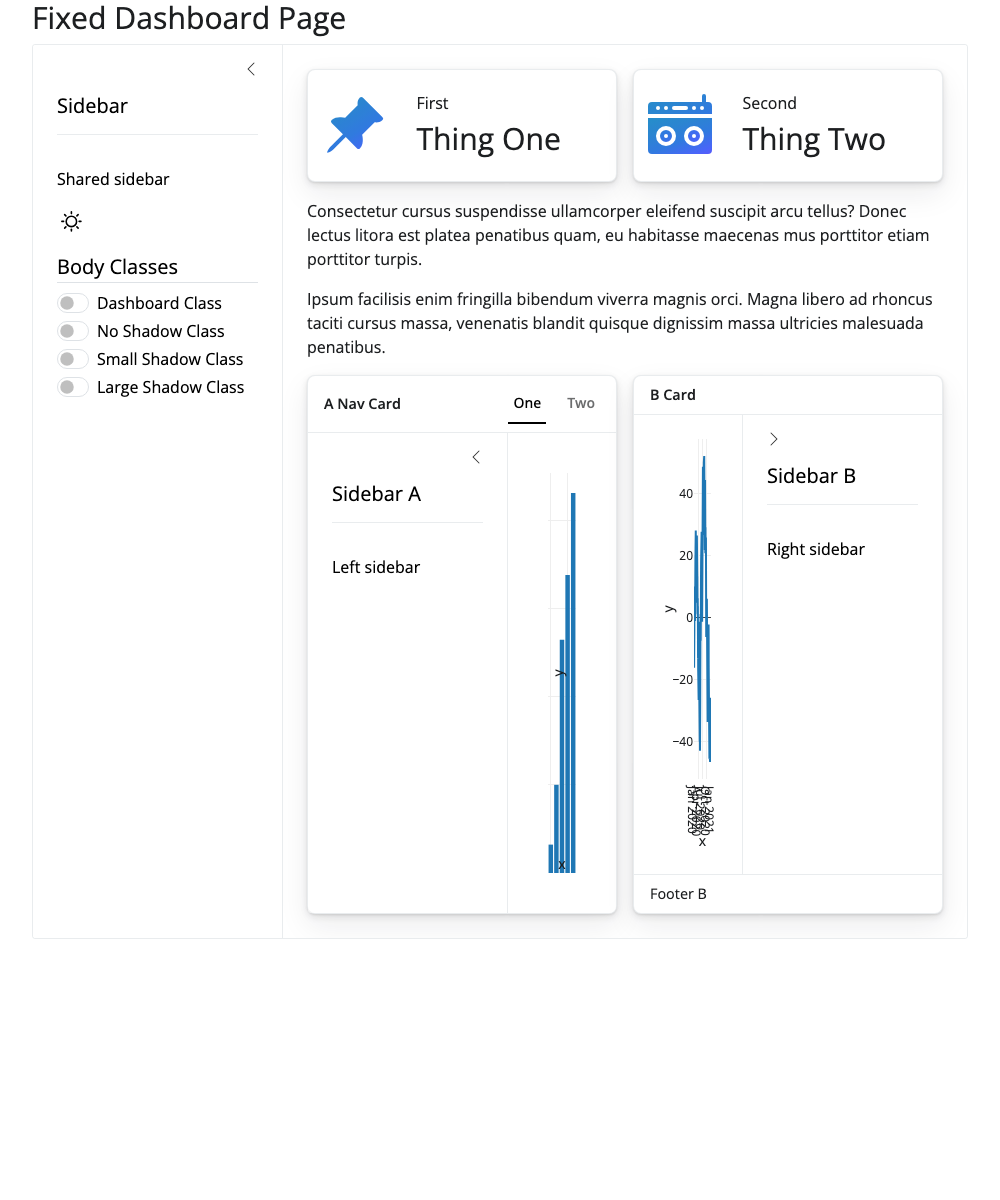 Fixed Dashboard Page
Sidebar
Shared sidebar
Body Classes
Dashboard Class
No Shadow Class
Small Shadow Class
Large Shadow Class
First
Thing One
Second
Thing Two
Consectetur cursus suspendisse ullamcorper eleifend suscipit arcu tellus? Donec
lectus litora est platea penatibus quam, eu habitasse maecenas mus porttitor etiam
porttitor turpis.
Ipsum facilisis enim fringilla bibendum viverra magnis orci. Magna libero ad rhoncus
taciti cursus massa, venenatis blandit quisque dignissim massa ultricies malesuada
penatibus.
A Nav Card
One
Two
Sidebar A
Left sidebar
y
x
B Card
40
20
0
−20
−40
y
Jan 2020
Jan 2021
x
Sidebar B
Right sidebar
Footer B